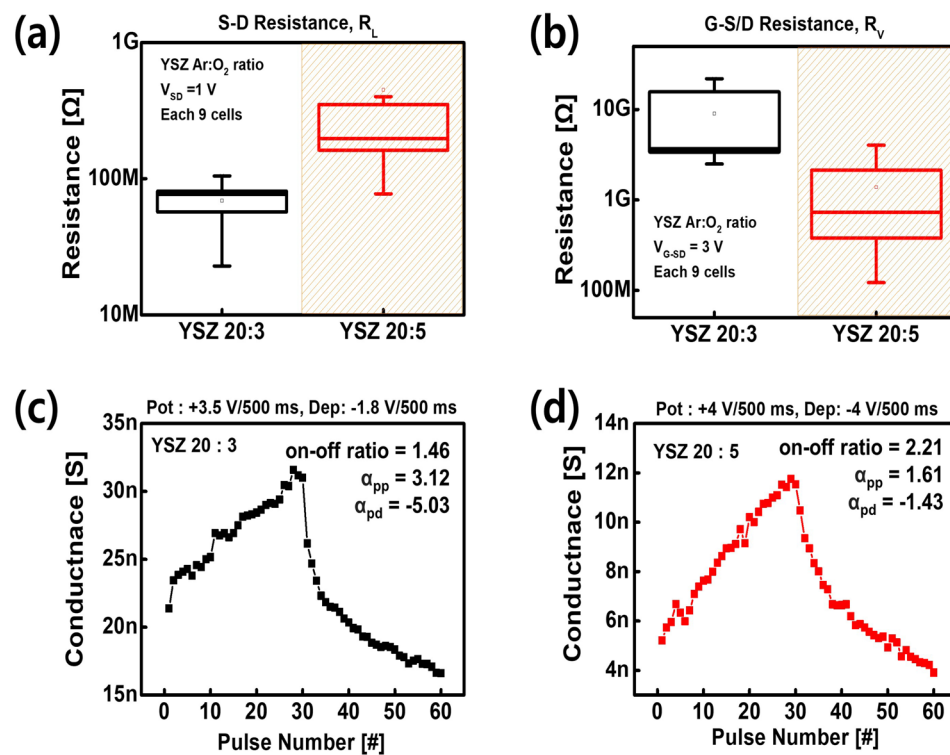 (a)
S-D Resistance, R_L
Resistance [Ω]
1G
100M
10M
YSZ Ar:O₂ ratio
V_SD =1 V
Each 9 cells
YSZ 20:3
YSZ 20:5
(b)
G-S/D Resistance, R_V
Resistance [Ω]
10G
1G
100M
YSZ Ar:O₂ ratio
V_G-SD = 3 V
Each 9 cells
YSZ 20:3
YSZ 20:5
(c)
Pot : +3.5 V/500 ms, Dep: -1.8 V/500 ms
Conductnace [S]
35n
30n
25n
20n
15n
YSZ 20 : 3
on-off ratio = 1.46
α_pp = 3.12
α_pd = -5.03
0 10 20 30 40 50 60
Pulse Number [#]
(d)
Pot : +4 V/500 ms, Dep: -4 V/500 ms
Conductnace [S]
14n
12n
10n
8n
6n
4n
YSZ 20 : 5
on-off ratio = 2.21
α_pp = 1.61
α_pd = -1.43
0 10 20 30 40 50 60
Pulse Number [#]